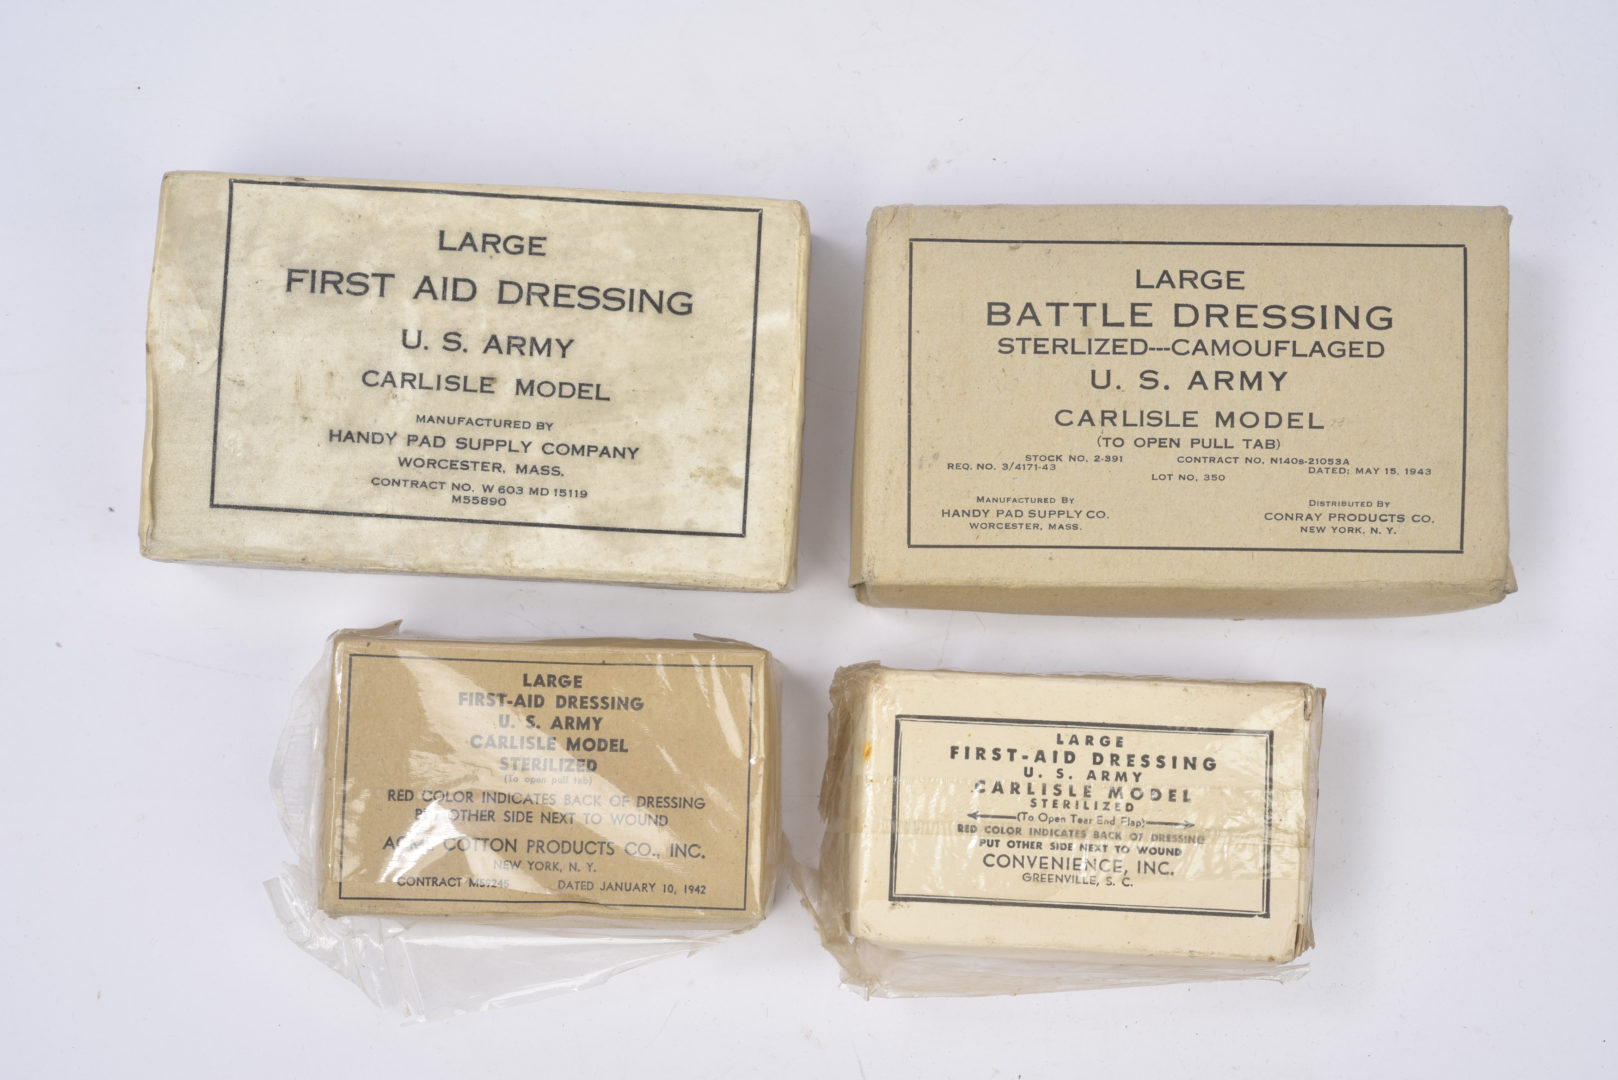 LARGE
FIRST AID DRESSING
U. S. ARMY
CARLISLE MODEL
MANUFACTURED BY
HANDY PAD SUPPLY COMPANY
WORCESTER, MASS.
CONTRACT NO. W 603 MD 15119
M55890
LARGE
BATTLE DRESSING
STERLIZED---CAMOUFLAGED
U. S. ARMY
CARLISLE MODEL
(TO OPEN PULL TAB)
STOCK NO. 2-391 CONTRACT NO. N140s-21053A
REQ. NO. 3/4171-43 DATED: MAY 15, 1943
LOT NO. 350
MANUFACTURED BY
HANDY PAD SUPPLY CO.
WORCESTER, MASS.
DISTRIBUTED BY
CONRAY PRODUCTS CO.
NEW YORK, N. Y.
LARGE
FIRST-AID DRESSING
U. S. ARMY
CARLISLE MODEL
STERILIZED
(To open pull tab)
RED COLOR INDICATES BACK OF DRESSING
PUT OTHER SIDE NEXT TO WOUND
COTTON PRODUCTS CO., INC.
NEW YORK, N. Y.
CONTRACT DATED JANUARY 10, 1942
LARGE
FIRST-AID DRESSING
U. S. ARMY
CARLISLE MODEL
STERILIZED
(To Open Tear End Flap)
RED COLOR INDICATES BACK OF DRESSING
PUT OTHER SIDE NEXT TO WOUND
CONVENIENCE, INC.
GREENVILLE, S. C.